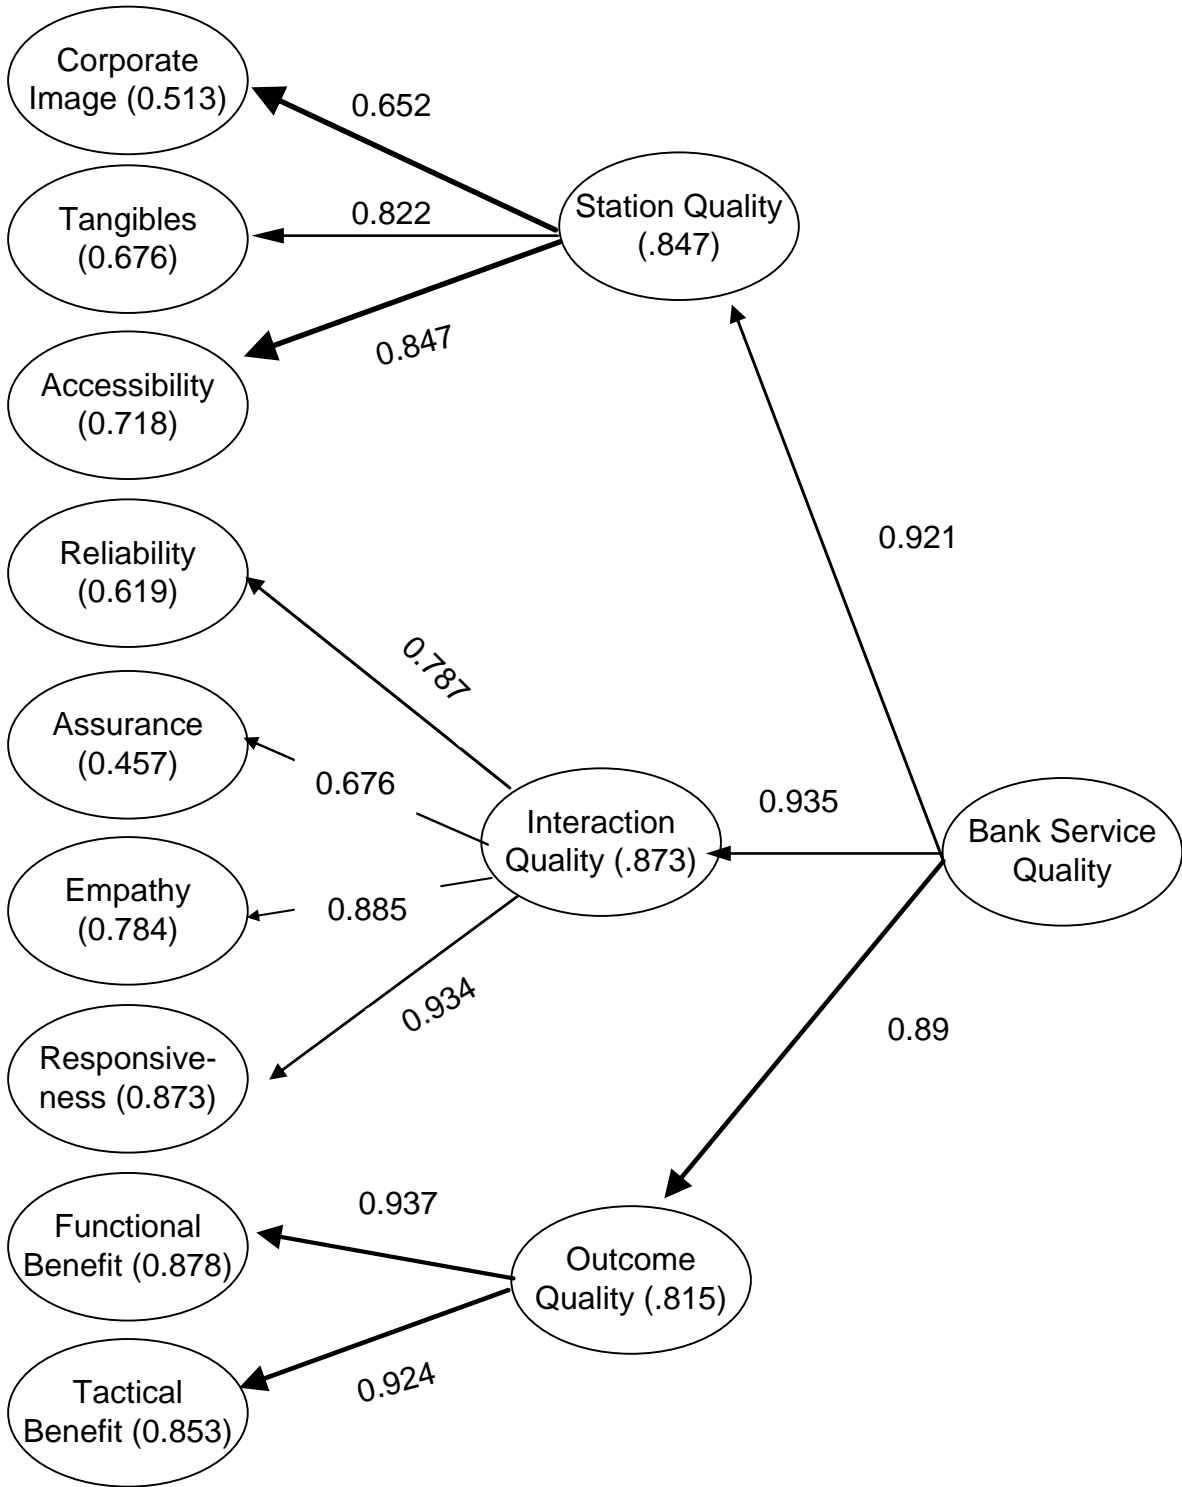 Corporate
Image (0.513)
0.652
Tangibles
(0.676)
0.822
Station Quality
(.847)
Accessibility
(0.718)
0.847
0.921
Reliability
(0.619)
0.787
Assurance
(0.457)
0.676
Interaction
Quality (.873)
0.935
Bank Service
Quality
Empathy
(0.784)
0.885
Responsive-
ness (0.873)
0.934
0.89
Functional
Benefit (0.878)
0.937
Outcome
Quality (.815)
Tactical
Benefit (0.853)
0.924